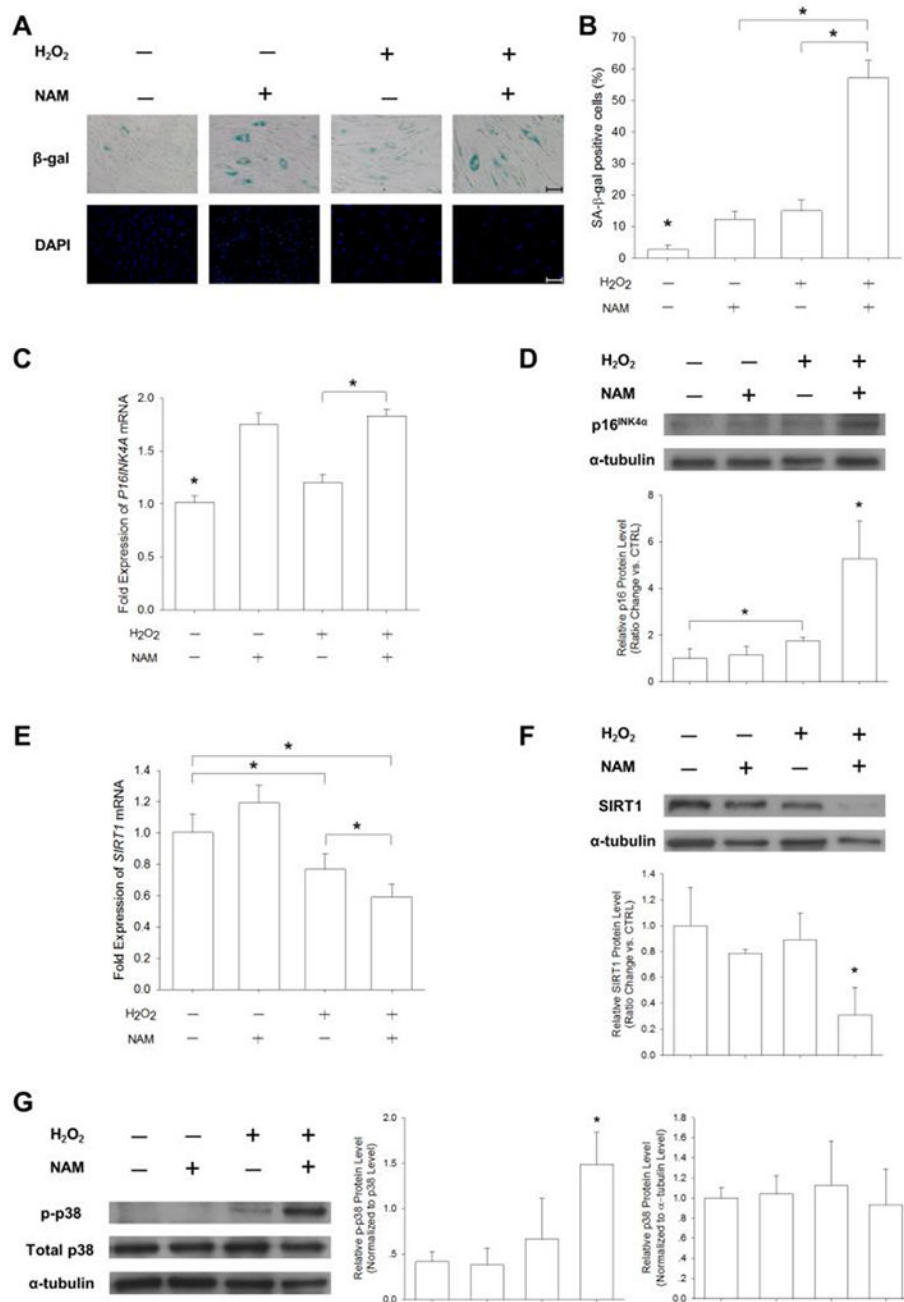 A
H₂O₂ — — + +
NAM — + — +
β-gal
DAPI
B
* *
*
70
60
50
40
30
20
10
0
SA-β-gal positive cells (%)
H₂O₂ — — + +
NAM — + — +
C
2.0
1.5
1.0
0.5
0.0
Fold Expression of P16INK4A mRNA
* *
H₂O₂ — — + +
NAM — + — +
D
H₂O₂ — — + +
NAM — + — +
p16INK4α
α-tubulin
8
6
4
2
0
Relative p16 Protein Level
(Ratio Change vs. CTRL)
* *
E
1.4
1.2
1.0
0.8
0.6
0.4
0.2
0.0
Fold Expression of SIRT1 mRNA
*
*
*
H₂O₂ — — + +
NAM — + — +
F
H₂O₂ — — + +
NAM — + — +
SIRT1
α-tubulin
1.4
1.2
1.0
0.8
0.6
0.4
0.2
0.0
Relative SIRT1 Protein Level
(Ratio Change vs. CTRL)
*
G
H₂O₂ — — + +
NAM — + — +
p-p38
Total p38
α-tubulin
2.0
1.5
1.0
.5
0.0
Relative p-p38 Protein Level
(Normalized to p38 Level)
*
1.8
1.6
1.4
1.2
1.0
.8
.6
.4
.2
0.0
Relative p38 Protein Level
(Normalized to α-tubulin Level)